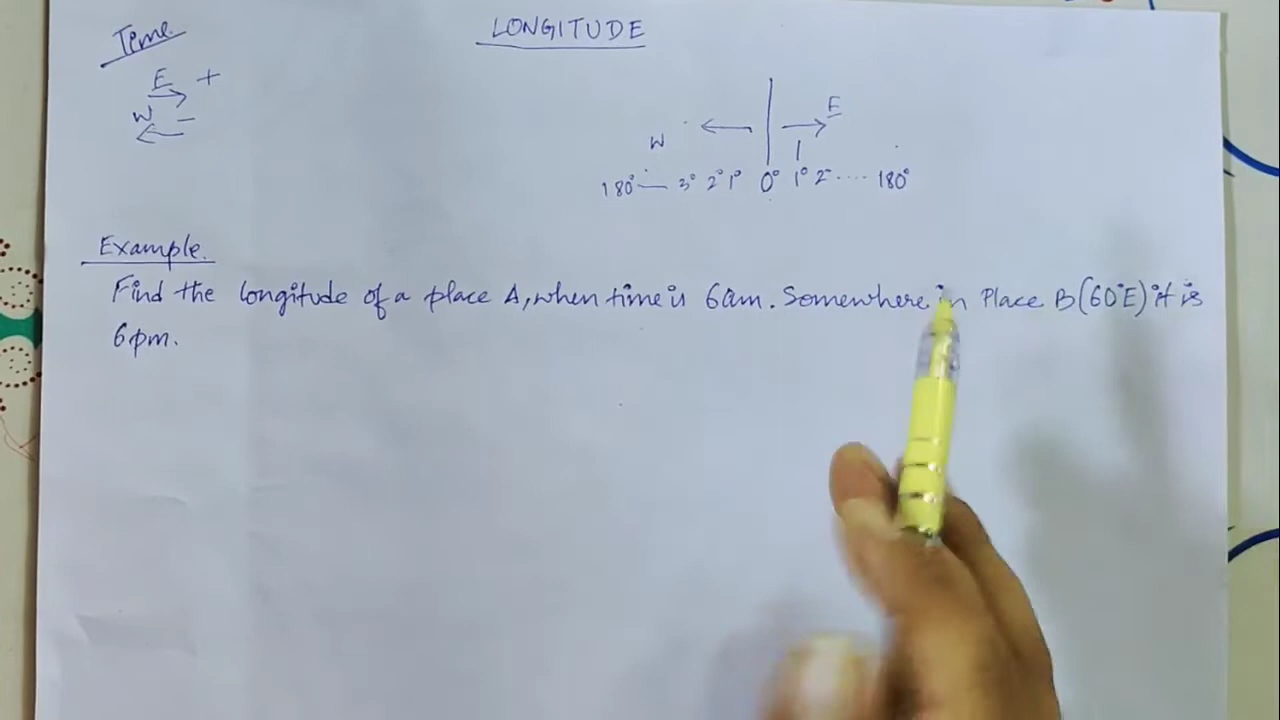 LONGITUDE
Time
E +
W -
E
W
180° — 3° 2° 1° 0° 1° 2° .... 180°
Example.
Find the longitude of a place A, when time is 6am. Somewhere in Place B(60°E) it is
6pm.